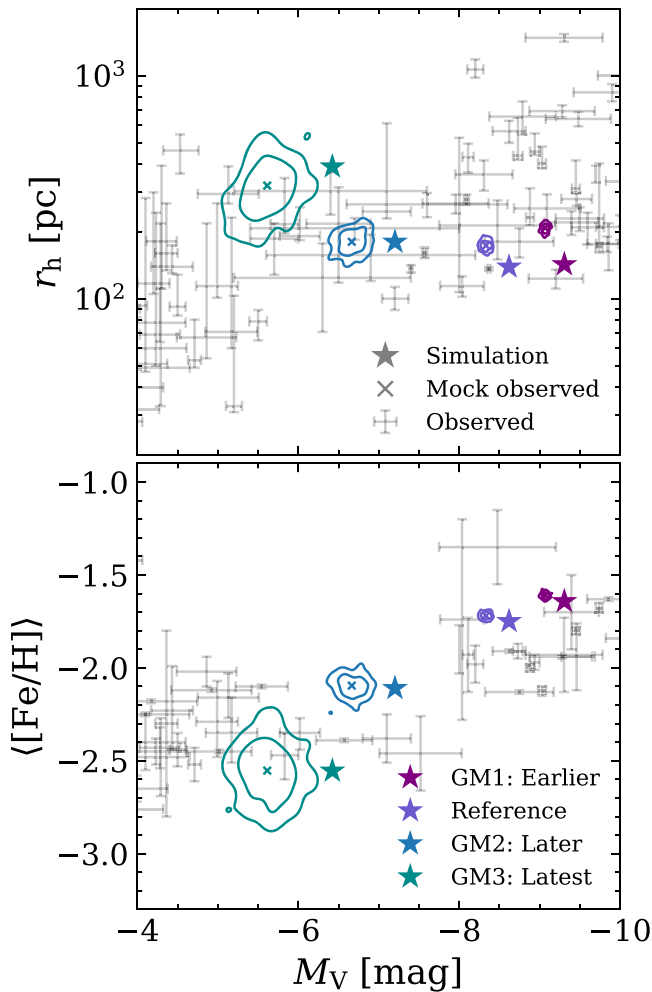 10³
r_h [pc]
10²
Simulation
Mock observed
Observed
−1.0
−1.5
−2.0
⟨[Fe/H]⟩
−2.5
−3.0
GM1: Earlier
Reference
GM2: Later
GM3: Latest
−4 −6 −8 −10
M_V [mag]